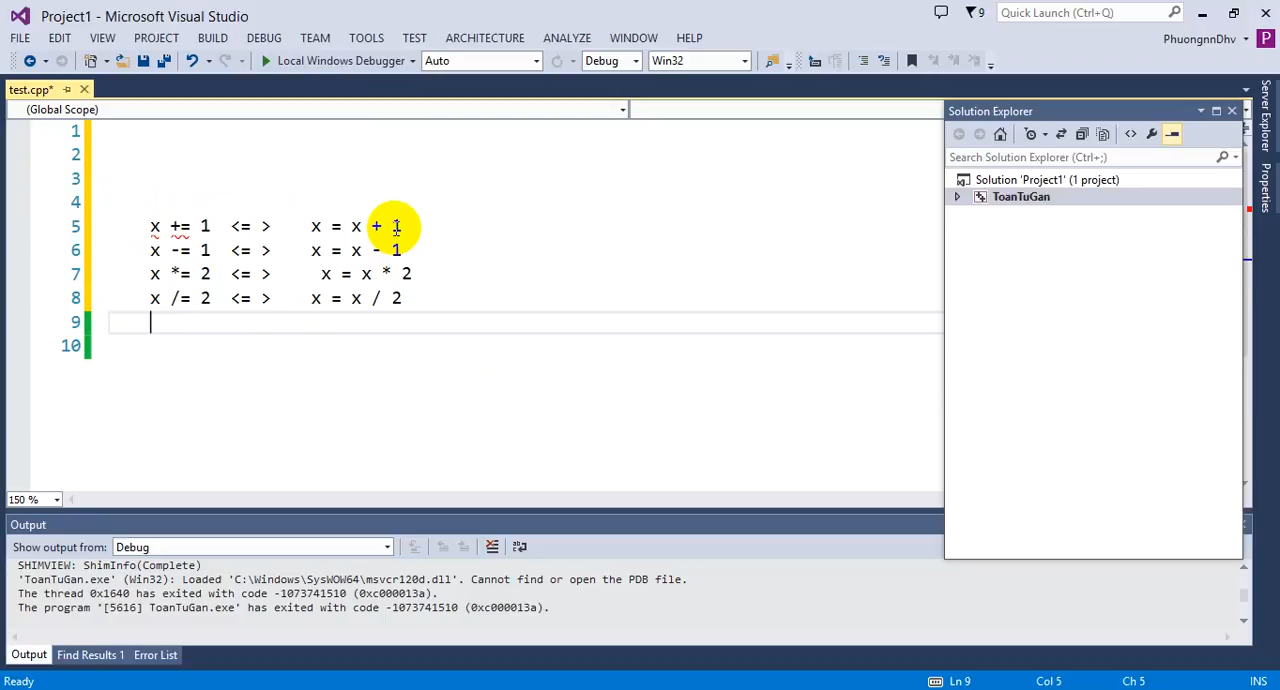 Project1 - Microsoft Visual Studio
9
Quick Launch (Ctrl+Q)
FILE EDIT VIEW PROJECT BUILD DEBUG TEAM TOOLS TEST ARCHITECTURE ANALYZE WINDOW HELP
PhuongnnDhv
P
Local Windows Debugger
Auto
Debug
Win32
test.cpp*
(Global Scope)
1
2
3
4
5 x += 1 <= > x = x + 1
6 x -= 1 <= > x = x - 1
7 x *= 2 <= > x = x * 2
8 x /= 2 <= > x = x / 2
9
10
150 %
Solution Explorer
Search Solution Explorer (Ctrl+;)
Solution 'Project1' (1 project)
ToanTuGan
Server Explorer
Properties
Output
Show output from: Debug
SHIMVIEW: ShimInfo(Complete)
'ToanTuGan.exe' (Win32): Loaded 'C:\Windows\SysWOW64\msvcr120d.dll'. Cannot find or open the PDB file.
The thread 0x1640 has exited with code -1073741510 (0xc000013a).
The program '[5616] ToanTuGan.exe' has exited with code -1073741510 (0xc000013a).
Output Find Results 1 Error List
Ready
Ln 9 Col 5 Ch 5 INS